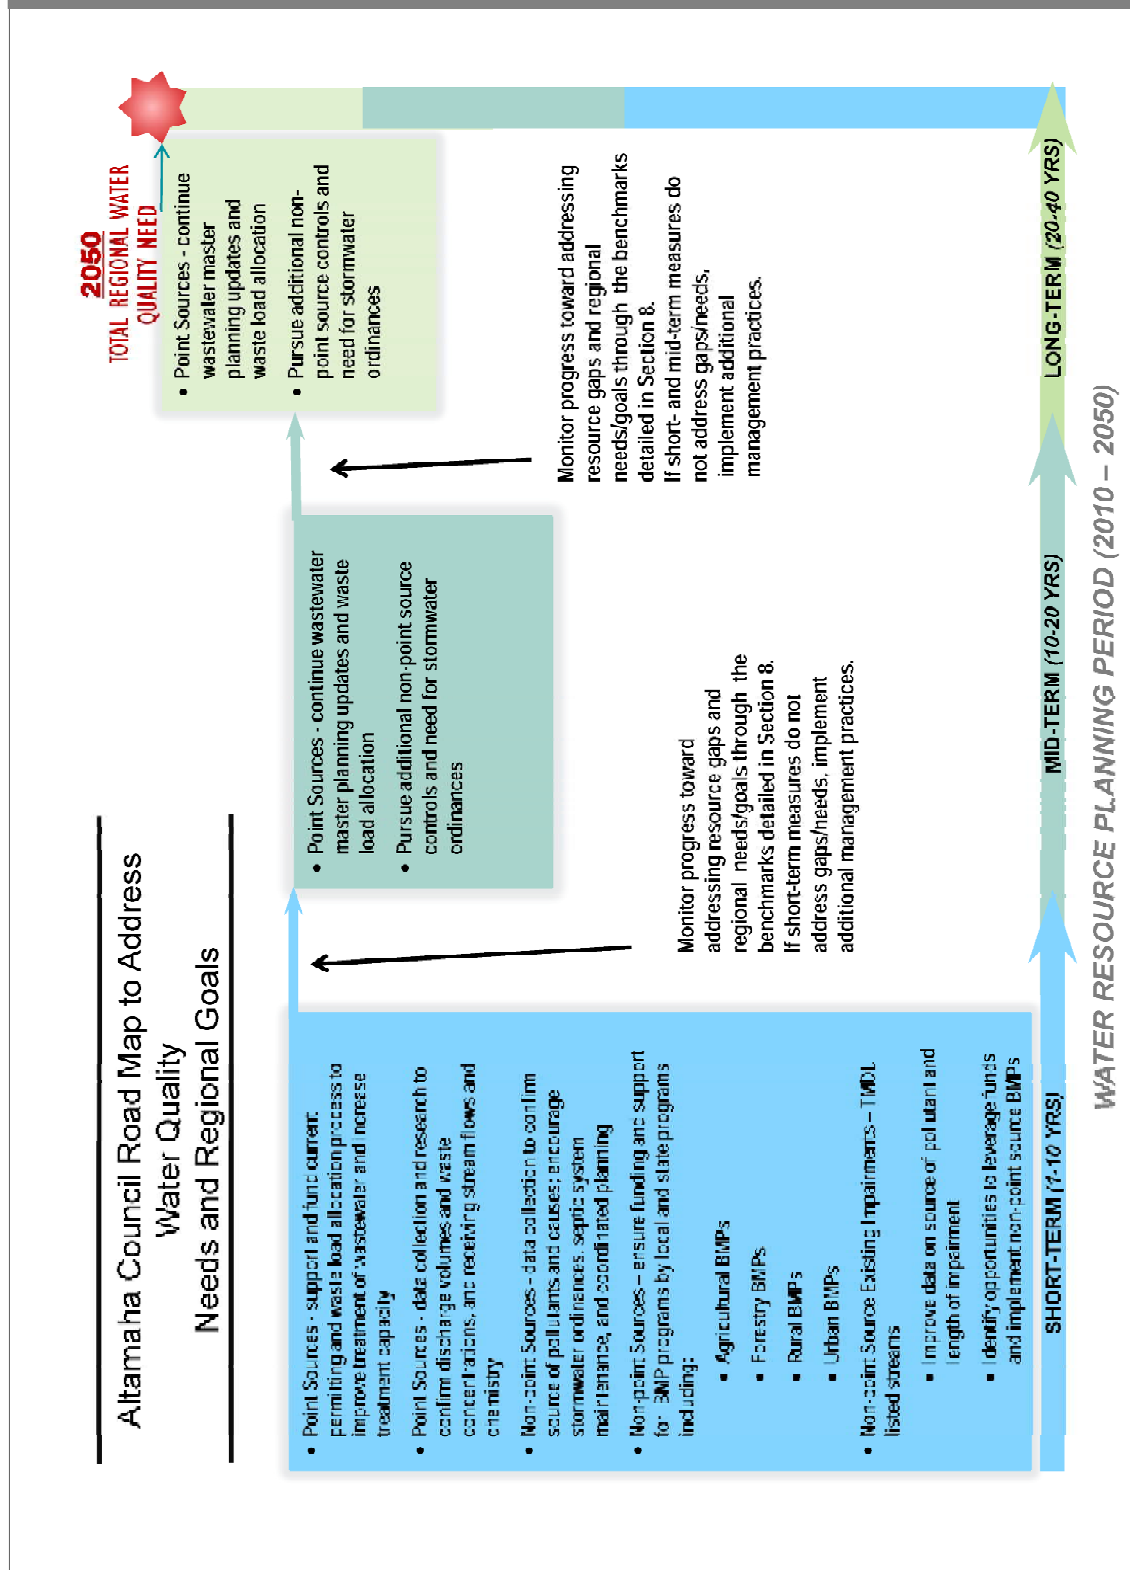 Altamaha Council Road Map to Address
Water Quality
Needs and Regional Goals
2050
TOTAL REGIONAL WATER
QUALITY NEED
• Point Sources - support and fund current
permitting and waste load allocation process to
improve treatment of wastewater and increase
treatment capacity
• Point Sources - data collection and research to
confirm discharge volumes and waste
concentrations, and receiving stream flows and
chemistry
• Non-point Sources – data collection to confirm
source of pollutants and causes; encourage
stormwater ordinances, septic system
maintenance, and coordinated planning
• Non-point Sources – ensure funding and support
for BMP programs by local and state programs
including:
• Agricultural BMPs
• Forestry BMPs
• Rural BMPs
• Urban BMPs
• Non-point Source Existing Impairments – TMDL
listed streams
• Improve data on source of pollutant and
length of impairment
• Identify opportunities to leverage funds
and implement non-point source BMPs
• Point Sources - continue wastewater
master planning updates and waste
load allocation
• Pursue additional non-point source
controls and need for stormwater
ordinances
• Point Sources - continue
wastewater master
planning updates and
waste load allocation
• Pursue additional non-
point source controls and
need for stormwater
ordinances
Monitor progress toward
addressing resource gaps and
regional needs/goals through the
benchmarks detailed in Section 8.
If short-term measures do not
address gaps/needs, implement
additional management practices.
Monitor progress toward addressing
resource gaps and regional
needs/goals through the benchmarks
detailed in Section 8.
If short- and mid-term measures do
not address gaps/needs,
implement additional
management practices.
SHORT-TERM (1-10 YRS)
MID-TERM (10-20 YRS)
LONG-TERM (20-40 YRS)
WATER RESOURCE PLANNING PERIOD (2010 – 2050)